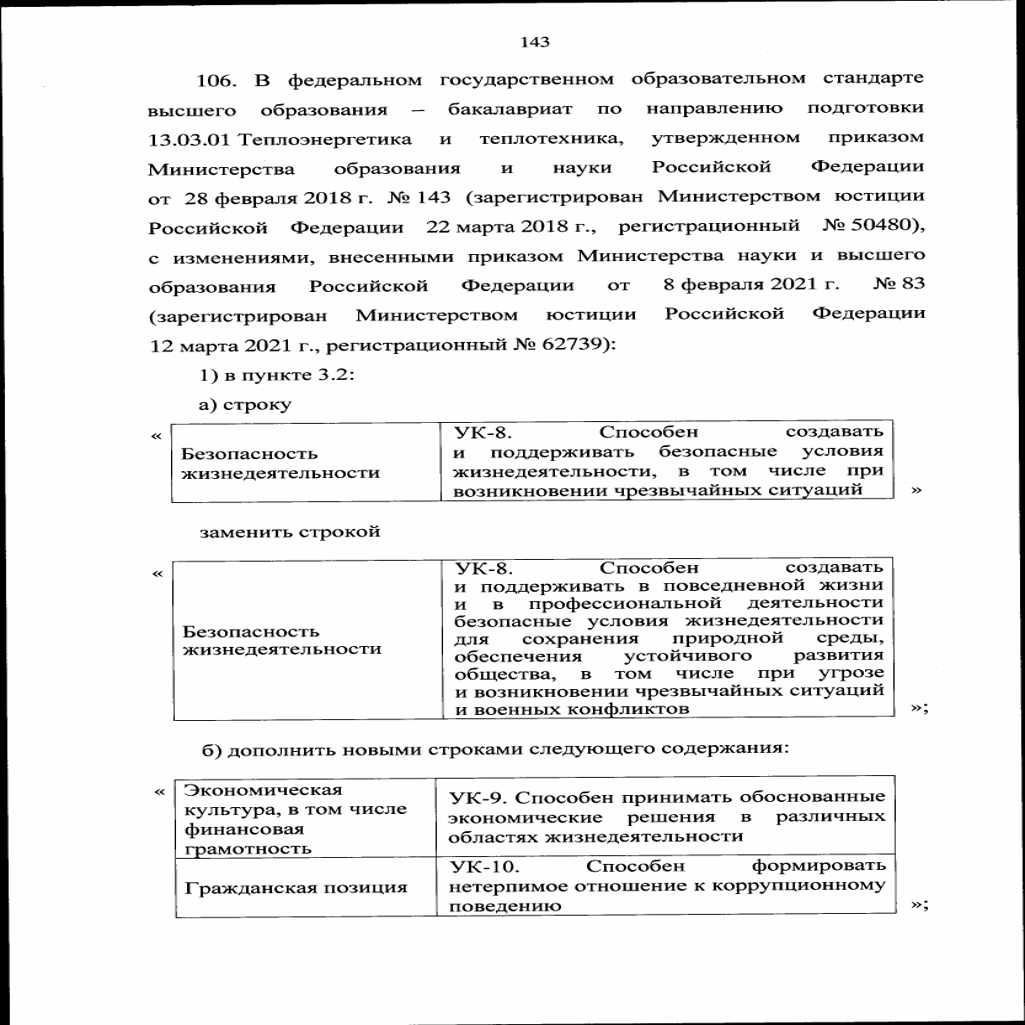 143
106. В федеральном государственном образовательном стандарте
высшего образования – бакалавриат по направлению подготовки
13.03.01 Теплоэнергетика и теплотехника, утвержденном приказом
Министерства образования и науки Российской Федерации
от 28 февраля 2018 г. № 143 (зарегистрирован Министерством юстиции
Российской Федерации 22 марта 2018 г., регистрационный № 50480),
с изменениями, внесенными приказом Министерства науки и высшего
образования Российской Федерации от 8 февраля 2021 г. № 83
(зарегистрирован Министерством юстиции Российской Федерации
12 марта 2021 г., регистрационный № 62739):
1) в пункте 3.2:
а) строку
«
Безопасность
жизнедеятельности
УК-8. Способен создавать
и поддерживать безопасные условия
жизнедеятельности, в том числе при
возникновении чрезвычайных ситуаций
»
заменить строкой
«
Безопасность
жизнедеятельности
УК-8. Способен создавать
и поддерживать в повседневной жизни
и в профессиональной деятельности
безопасные условия жизнедеятельности
для сохранения природной среды,
обеспечения устойчивого развития
общества, в том числе при угрозе
и возникновении чрезвычайных ситуаций
и военных конфликтов
»;
б) дополнить новыми строками следующего содержания:
«
Экономическая
культура, в том числе
финансовая
грамотность
УК-9. Способен принимать обоснованные
экономические решения в различных
областях жизнедеятельности
Гражданская позиция
УК-10. Способен формировать
нетерпимое отношение к коррупционному
поведению
»;